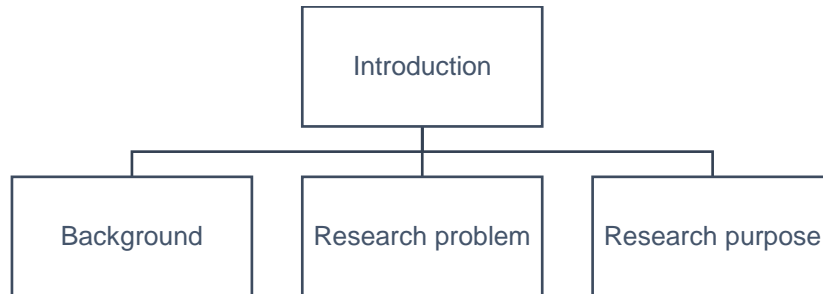 Introduction
Background
Research problem
Research purpose